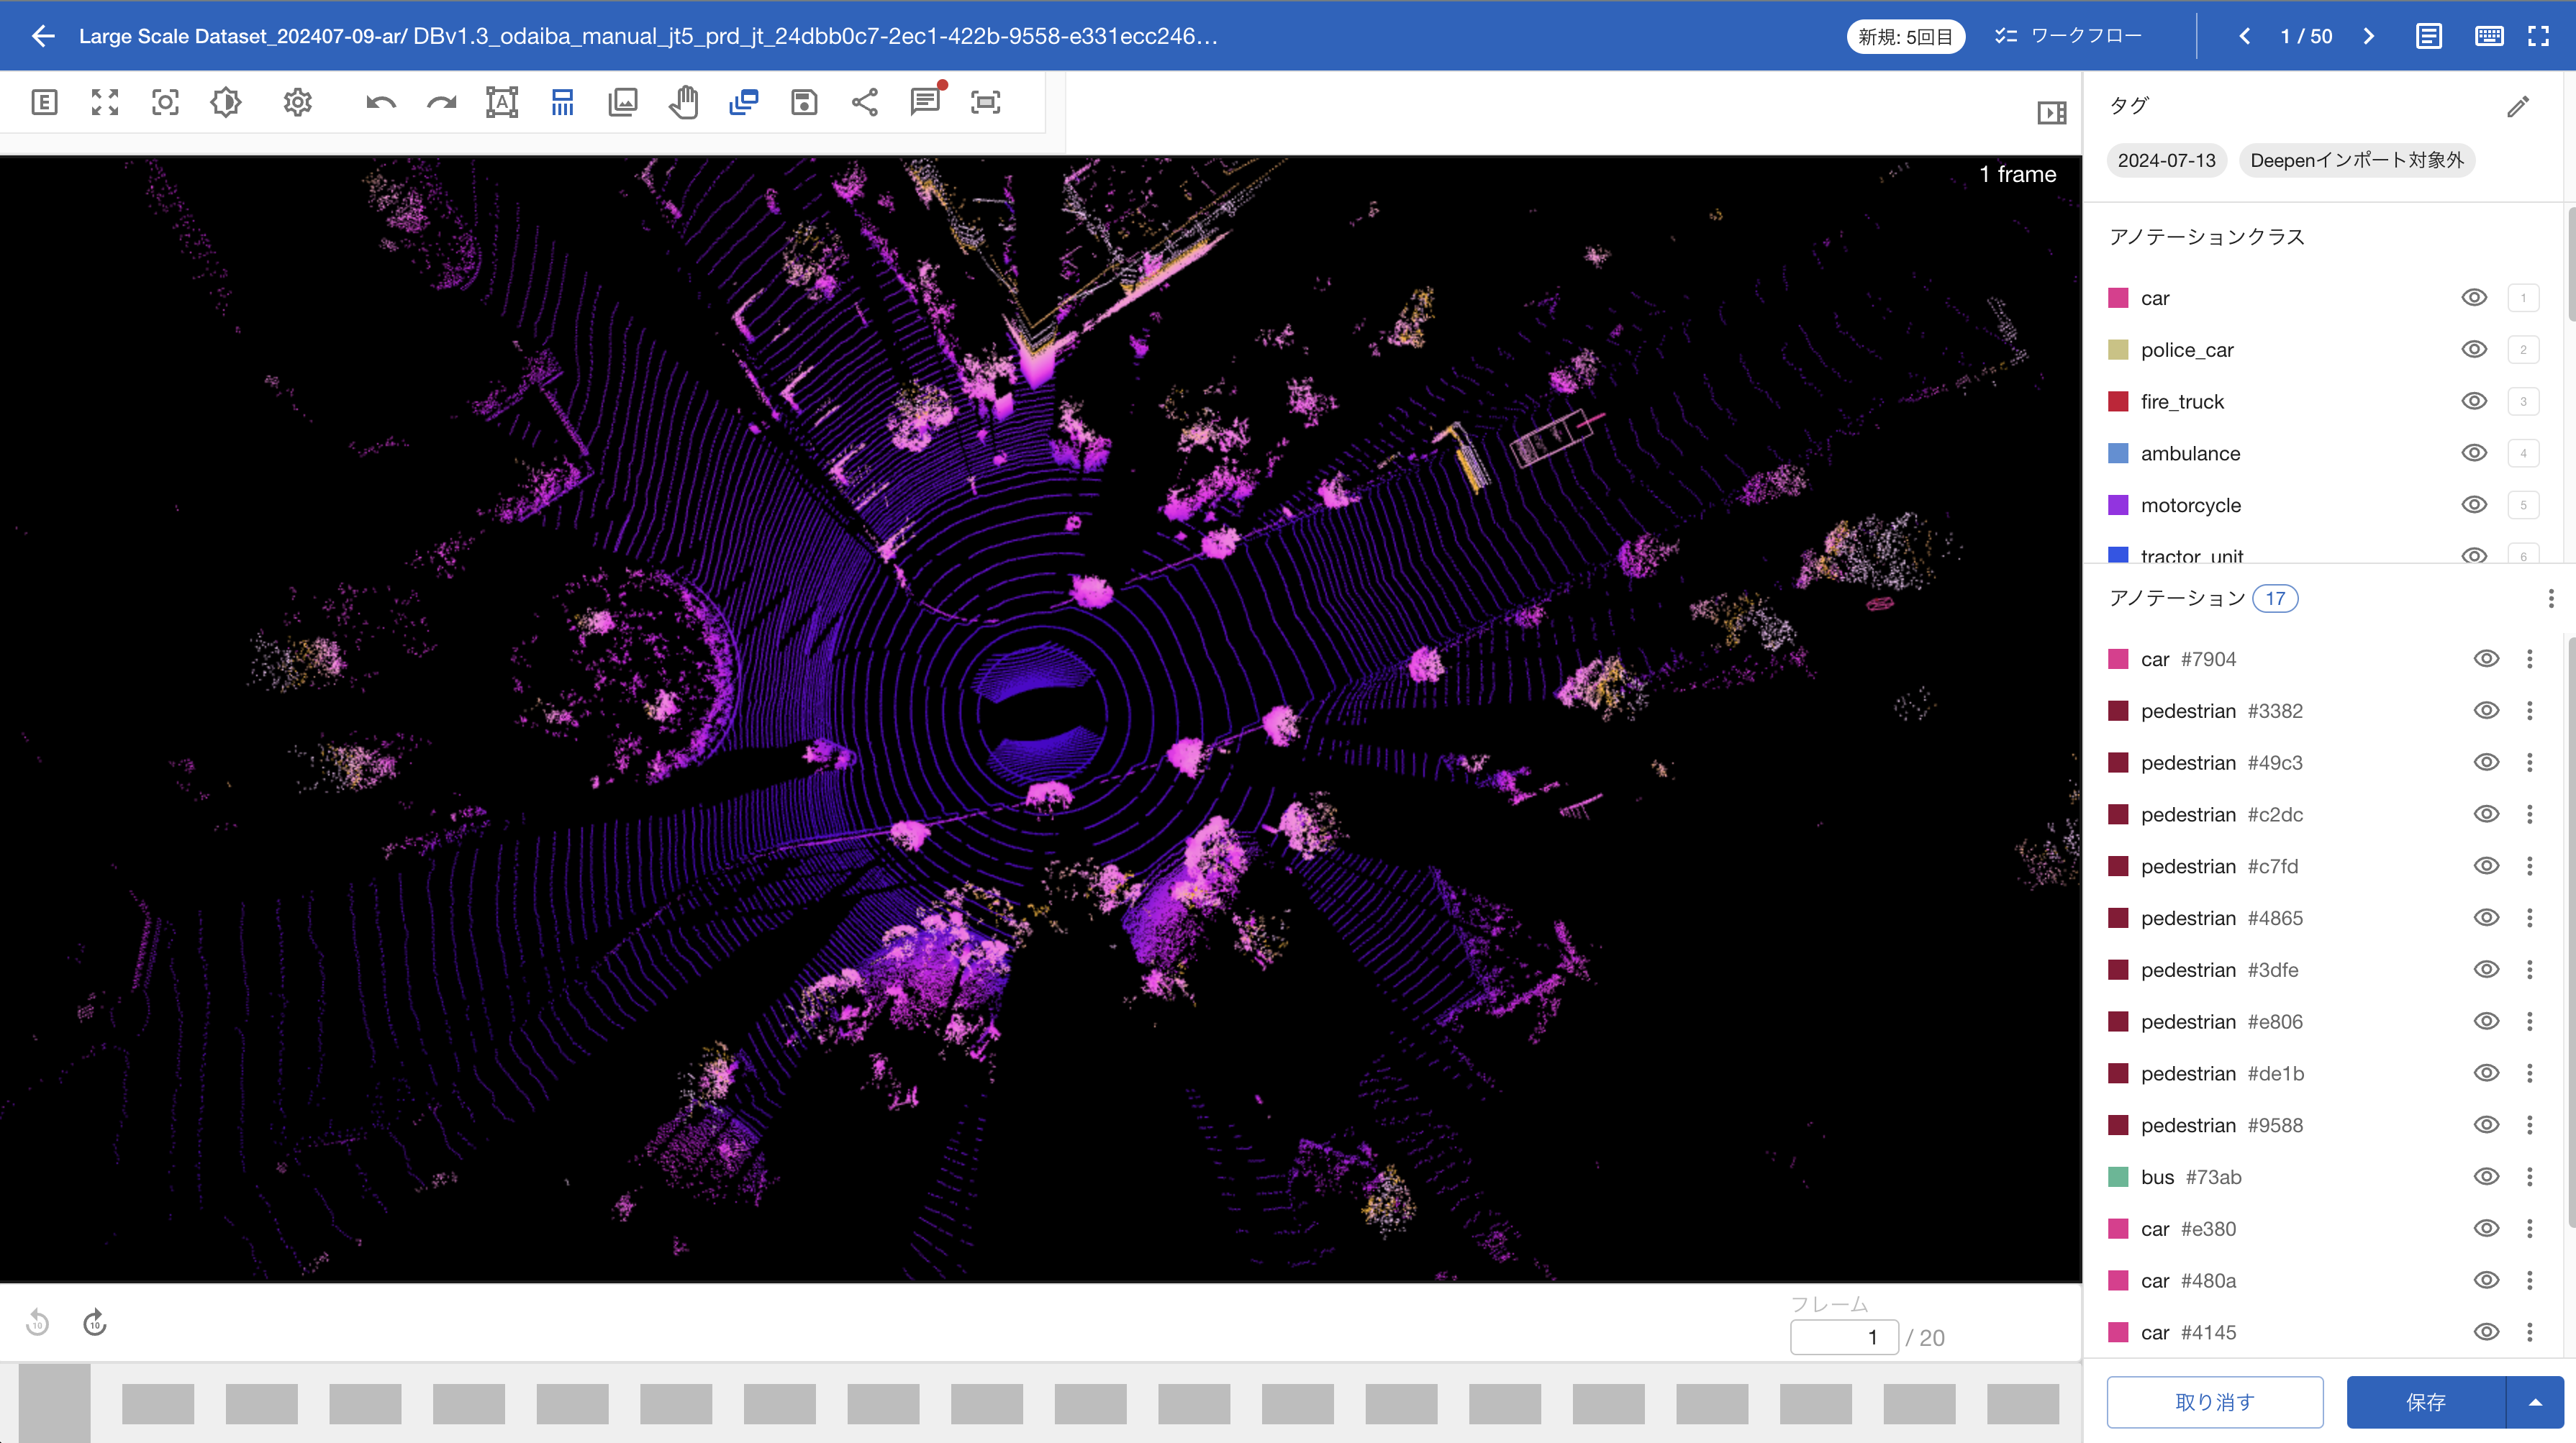 Large Scale Dataset_202407-09-ar/ DBv1.3_odaiba_manual_jt5_prd_jt_24dbb0c7-2ec1-422b-9558-e331ecc246...
新規: 5回目
ワークフロー
1 / 50
E
A
タグ
2024-07-13
Deepenインポート対象外
1 frame
アノテーションクラス
car 1
police_car 2
fire_truck 3
ambulance 4
motorcycle 5
tractor_unit 6
アノテーション 17
car #7904
pedestrian #3382
pedestrian #49c3
pedestrian #c2dc
pedestrian #c7fd
pedestrian #4865
pedestrian #3dfe
pedestrian #e806
pedestrian #de1b
pedestrian #9588
bus #73ab
car #e380
car #480a
car #4145
10
10
フレーム
1 / 20
取り消す
保存